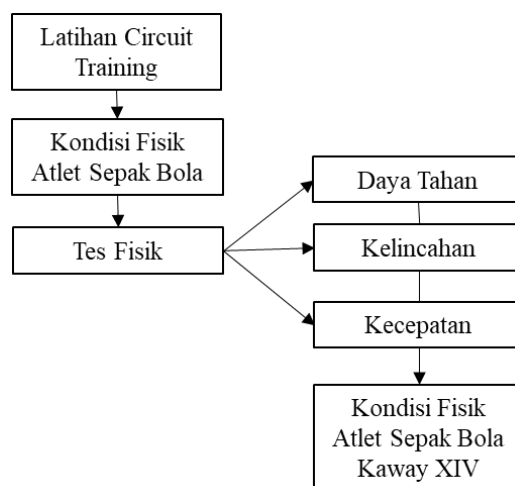 Latihan Circuit
Training
Kondisi Fisik
Atlet Sepak Bola
Tes Fisik
Daya Tahan
Kelincahan
Kecepatan
Kondisi Fisik
Atlet Sepak Bola
Kaway XIV